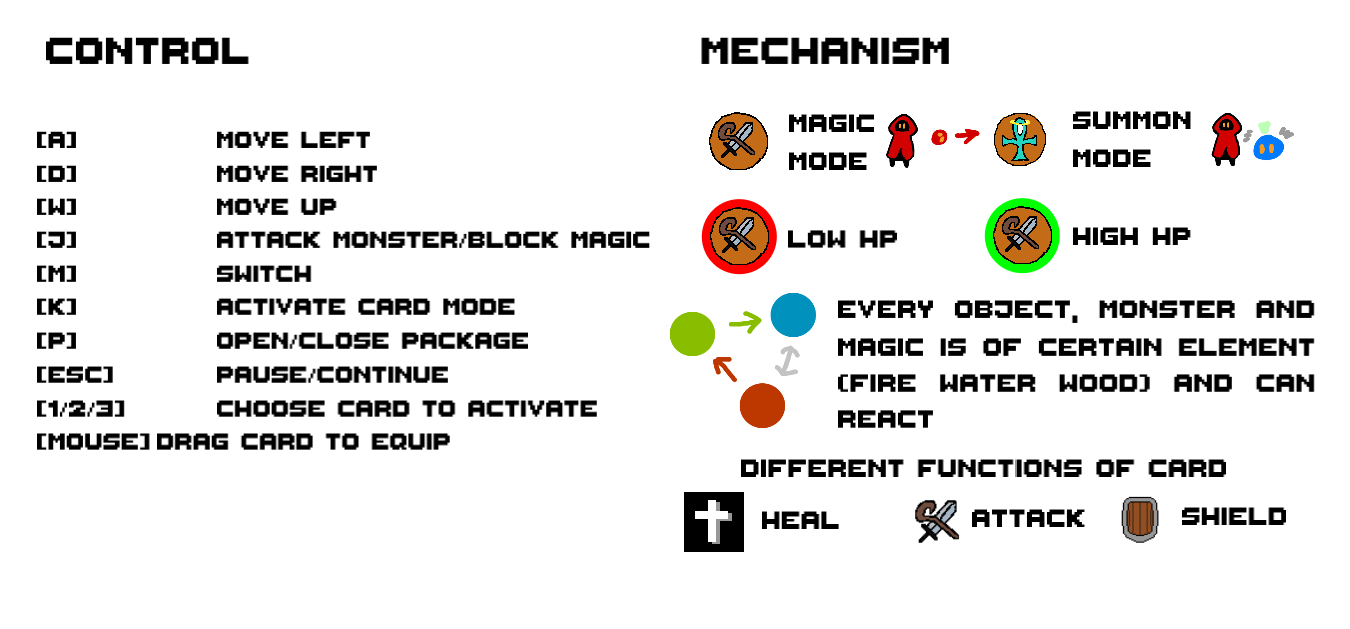 CONTROL
[A] MOVE LEFT
[D] MOVE RIGHT
[W] MOVE UP
[J] ATTACK MONSTER/BLOCK MAGIC
[M] SWITCH
[K] ACTIVATE CARD MODE
[P] OPEN/CLOSE PACKAGE
[ESC] PAUSE/CONTINUE
[1/2/3] CHOOSE CARD TO ACTIVATE
[MOUSE] DRAG CARD TO EQUIP
MECHANISM
MAGIC
MODE
SUMMON
MODE
LOW HP
HIGH HP
EVERY OBJECT, MONSTER AND
MAGIC IS OF CERTAIN ELEMENT
(FIRE WATER WOOD) AND CAN
REACT
DIFFERENT FUNCTIONS OF CARD
HEAL
ATTACK
SHIELD